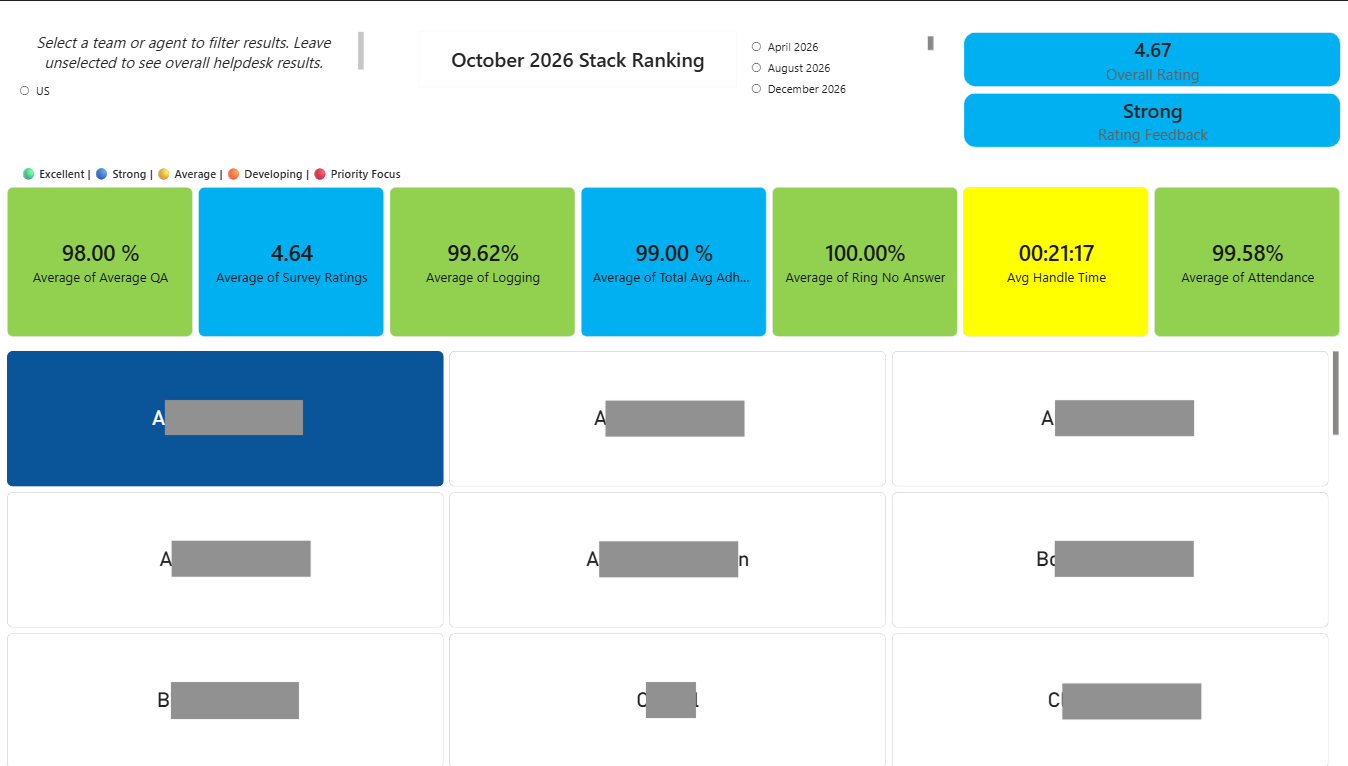 Select a team or agent to filter results. Leave
unselected to see overall helpdesk results.
US
October 2026 Stack Ranking
April 2026
August 2026
December 2026
4.67
Overall Rating
Strong
Rating Feedback
Excellent | Strong | Average | Developing | Priority Focus
98.00 %
Average of Average QA
4.64
Average of Survey Ratings
99.62%
Average of Logging
99.00 %
Average of Total Avg Adh...
100.00%
Average of Ring No Answer
00:21:17
Avg Handle Time
99.58%
Average of Attendance